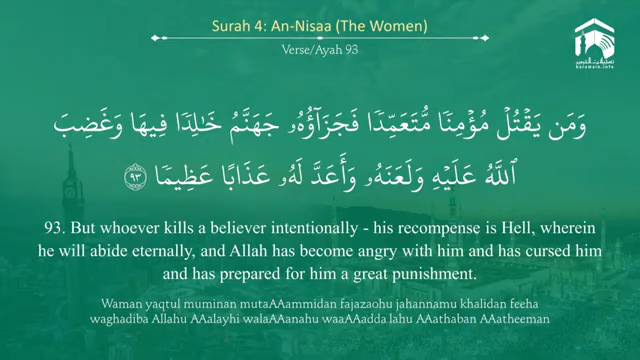 Surah 4: An-Nisaa (The Women)
Verse/Ayah 93
haramain.info
وَمَن يَقۡتُلۡ مُؤۡمِنٗا مُّتَعَمِّدٗا فَجَزَآؤُهُۥ جَهَنَّمُ خَٰلِدٗا فِيهَا وَغَضِبَ
ٱللَّهُ عَلَيۡهِ وَلَعَنَهُۥ وَأَعَدَّ لَهُۥ عَذَابًا عَظِيمٗا ٩٣
93. But whoever kills a believer intentionally - his recompense is Hell, wherein
he will abide eternally, and Allah has become angry with him and has cursed him
and has prepared for him a great punishment.
Waman yaqtul muminan mutaAAammidan fajazaohu jahannamu khalidan feeha
waghadiba Allahu AAalayhi walaAAanahu waaAAadda lahu AAathaban AAatheeman